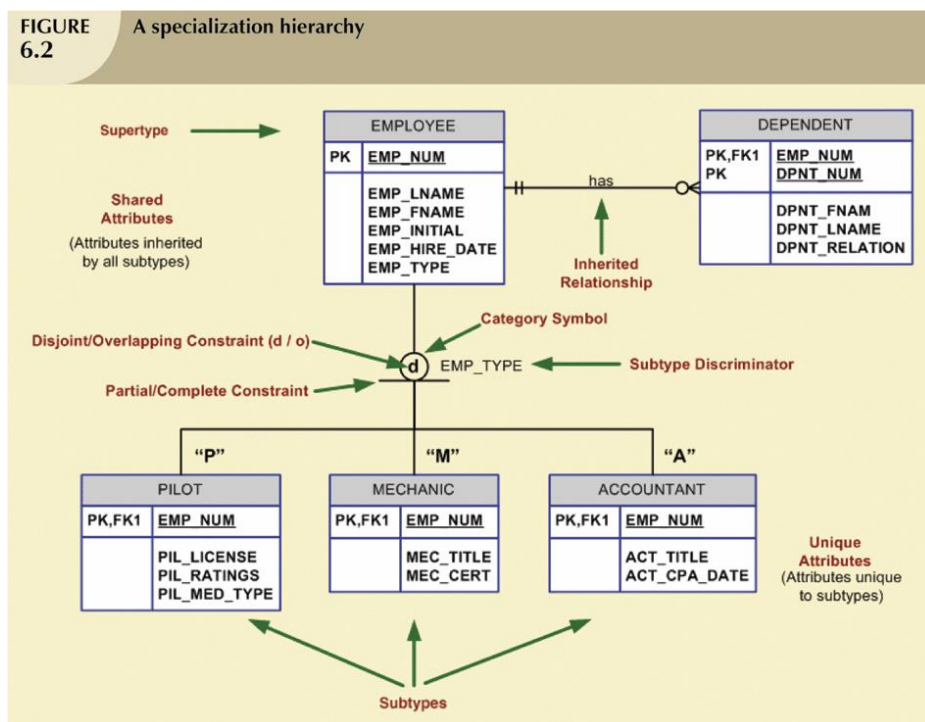 FIGURE
6.2
A specialization hierarchy
Supertype
EMPLOYEE
PK EMP_NUM
EMP_LNAME
EMP_FNAME
EMP_INITIAL
EMP_HIRE_DATE
EMP_TYPE
Shared
Attributes
(Attributes inherited
by all subtypes)
has
DEPENDENT
PK,FK1 EMP_NUM
PK DPNT_NUM
DPNT_FNAM
DPNT_LNAME
DPNT_RELATION
Inherited
Relationship
Category Symbol
Disjoint/Overlapping Constraint (d / o)
d EMP_TYPE
Subtype Discriminator
Partial/Complete Constraint
“P”
“M”
“A”
PILOT
PK,FK1 EMP_NUM
PIL_LICENSE
PIL_RATINGS
PIL_MED_TYPE
MECHANIC
PK,FK1 EMP_NUM
MEC_TITLE
MEC_CERT
ACCOUNTANT
PK,FK1 EMP_NUM
ACT_TITLE
ACT_CPA_DATE
Unique
Attributes
(Attributes unique
to subtypes)
Subtypes